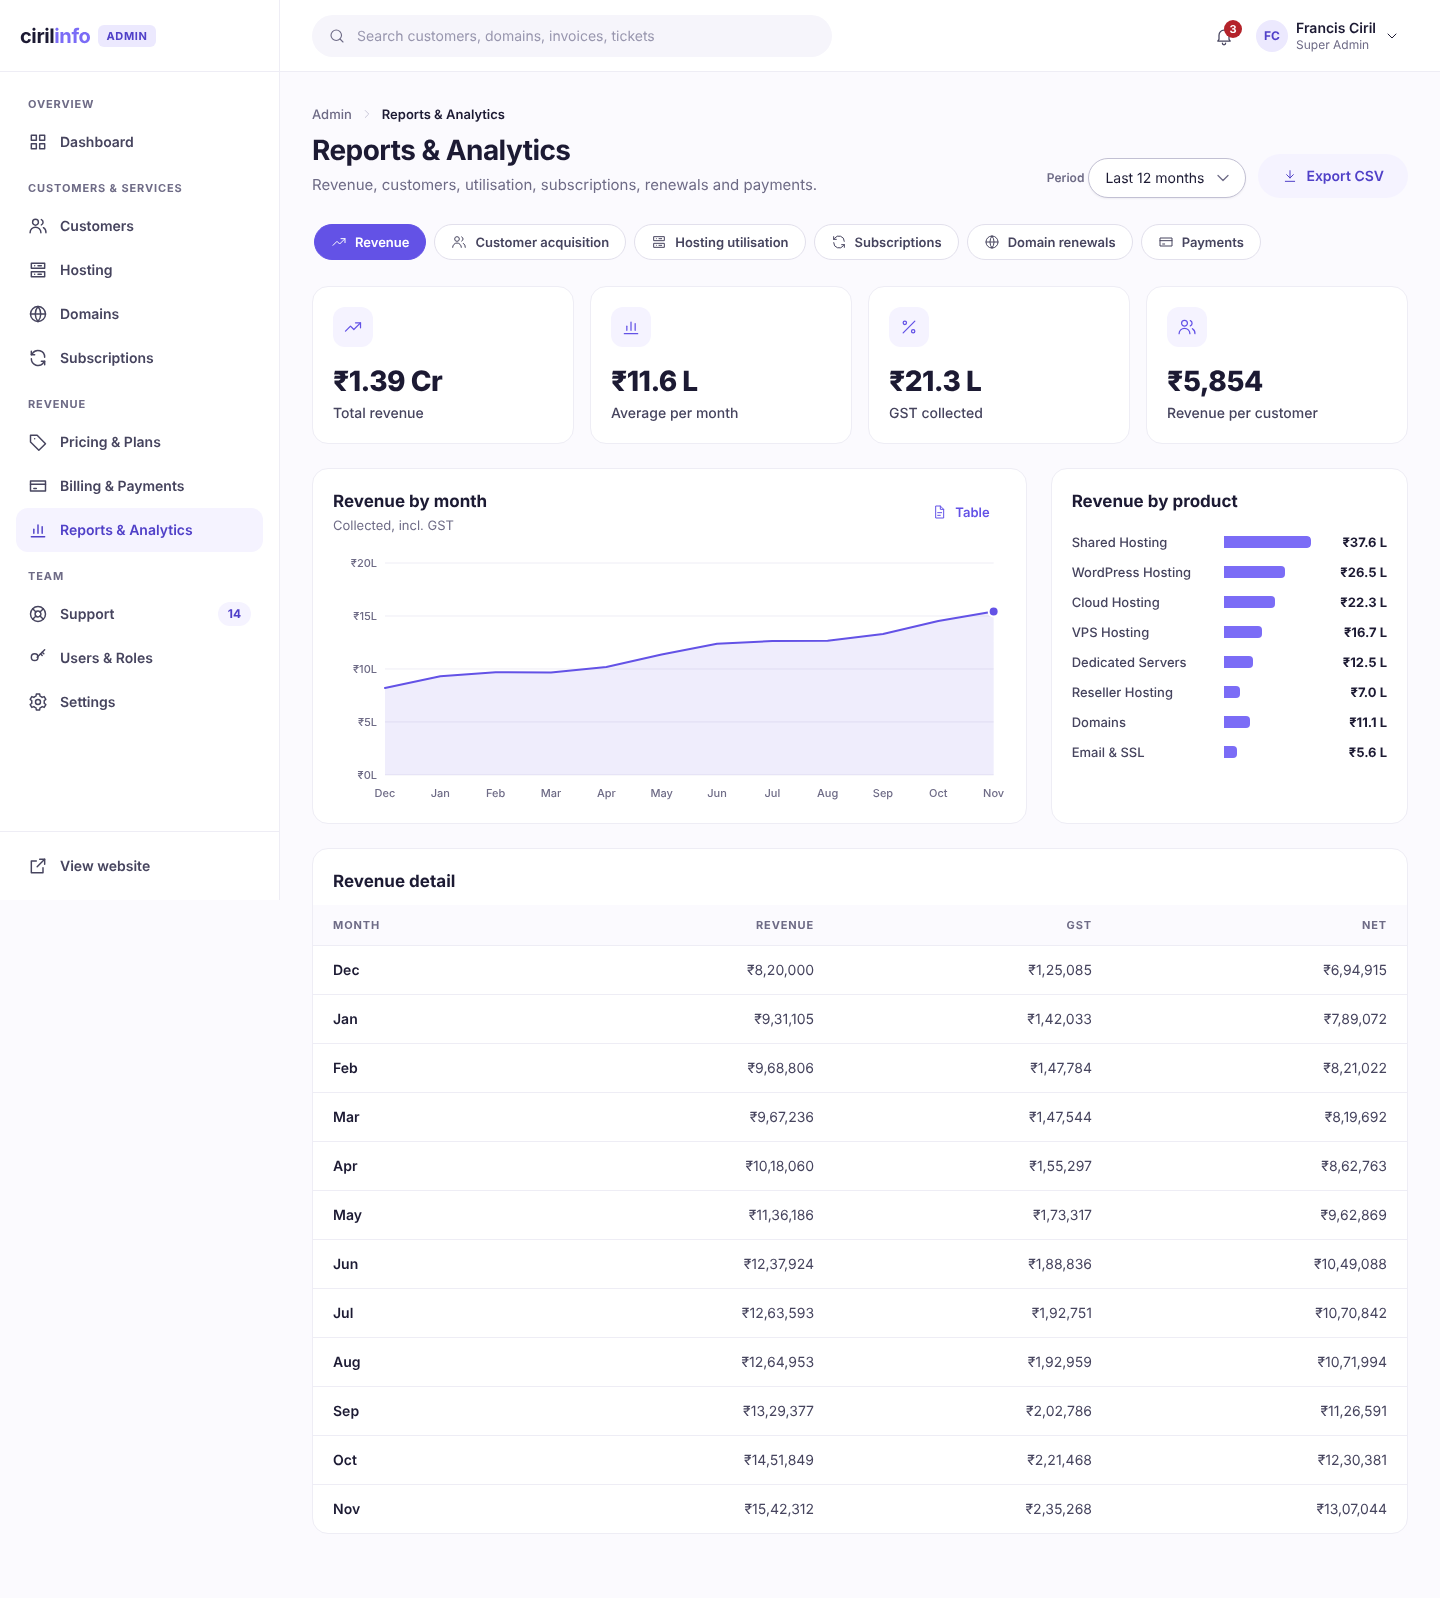 cirilinfo ADMIN
Search customers, domains, invoices, tickets
3
FC
Francis Ciril
Super Admin
OVERVIEW
Dashboard
CUSTOMERS & SERVICES
Customers
Hosting
Domains
Subscriptions
REVENUE
Pricing & Plans
Billing & Payments
Reports & Analytics
TEAM
Support 14
Users & Roles
Settings
View website
Admin Reports & Analytics
Reports & Analytics
Revenue, customers, utilisation, subscriptions, renewals and payments.
Period Last 12 months Export CSV
Revenue Customer acquisition Hosting utilisation Subscriptions Domain renewals Payments
₹1.39 Cr
Total revenue
₹11.6 L
Average per month
₹21.3 L
GST collected
₹5,854
Revenue per customer
Revenue by month
Collected, incl. GST
Table
₹20L
₹15L
₹10L
₹5L
₹0L
Dec Jan Feb Mar Apr May Jun Jul Aug Sep Oct Nov
Revenue by product
Shared Hosting ₹37.6 L
WordPress Hosting ₹26.5 L
Cloud Hosting ₹22.3 L
VPS Hosting ₹16.7 L
Dedicated Servers ₹12.5 L
Reseller Hosting ₹7.0 L
Domains ₹11.1 L
Email & SSL ₹5.6 L
Revenue detail
MONTH REVENUE GST NET
Dec ₹8,20,000 ₹1,25,085 ₹6,94,915
Jan ₹9,31,105 ₹1,42,033 ₹7,89,072
Feb ₹9,68,806 ₹1,47,784 ₹8,21,022
Mar ₹9,67,236 ₹1,47,544 ₹8,19,692
Apr ₹10,18,060 ₹1,55,297 ₹8,62,763
May ₹11,36,186 ₹1,73,317 ₹9,62,869
Jun ₹12,37,924 ₹1,88,836 ₹10,49,088
Jul ₹12,63,593 ₹1,92,751 ₹10,70,842
Aug ₹12,64,953 ₹1,92,959 ₹10,71,994
Sep ₹13,29,377 ₹2,02,786 ₹11,26,591
Oct ₹14,51,849 ₹2,21,468 ₹12,30,381
Nov ₹15,42,312 ₹2,35,268 ₹13,07,044